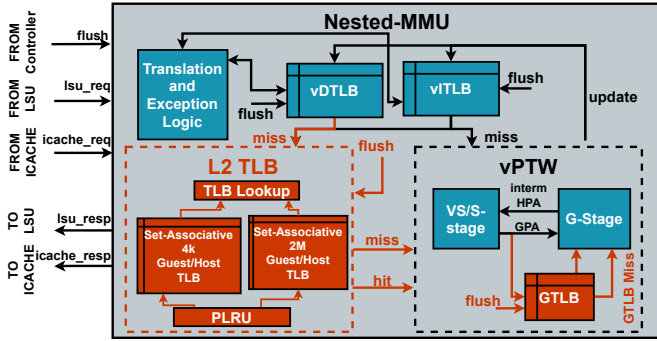 Nested-MMU
FROM
Controller
flush
FROM
LSU
lsu_req
FROM
ICACHE
icache_req
TO
LSU
lsu_resp
TO
ICACHE
icache_resp
Translation
and
Exception
Logic
vDTLB
vITLB
flush
flush
update
miss
miss
flush
L2 TLB
TLB Lookup
Set-Associative
4k
Guest/Host
TLB
Set-Associative
2M
Guest/Host
TLB
PLRU
miss
hit
vPTW
VS/S-
stage
interm
HPA
GPA
G-Stage
flush
GTLB
GTLB Miss